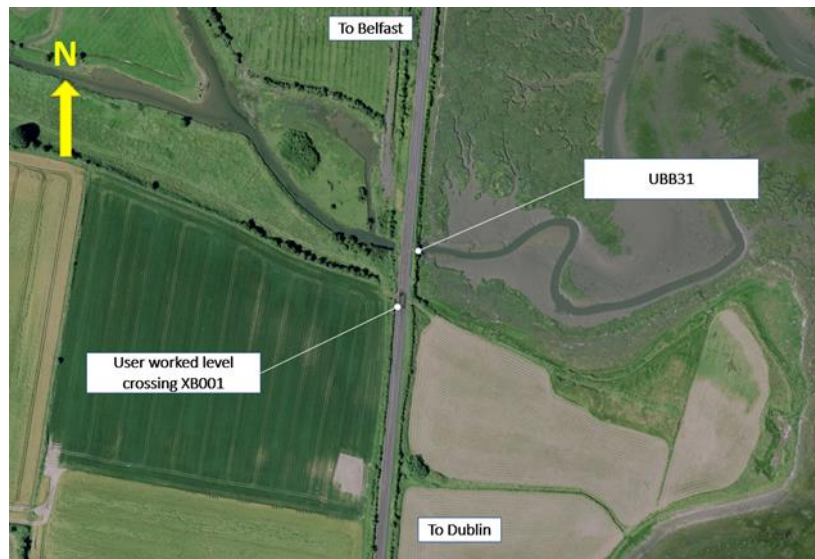 To Belfast
N
UBB31
User worked level
crossing XB001
To Dublin